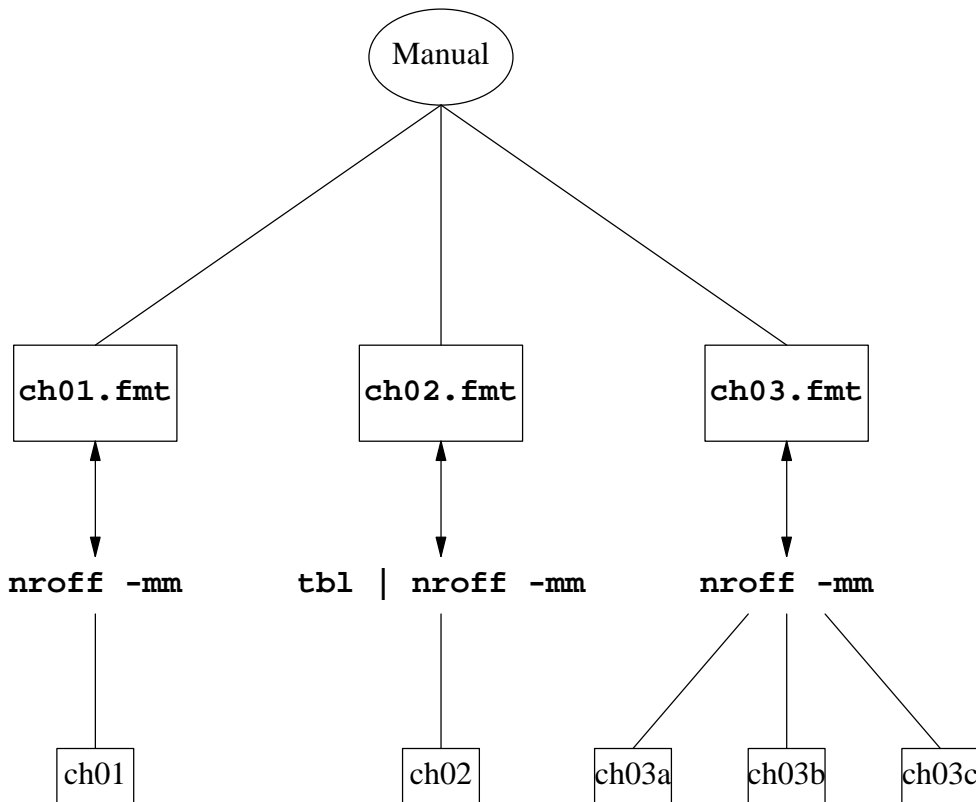 Manual
ch01.fmt
ch02.fmt
ch03.fmt
nroff -mm
tbl | nroff -mm
nroff -mm
ch01
ch02
ch03a
ch03b
ch03c